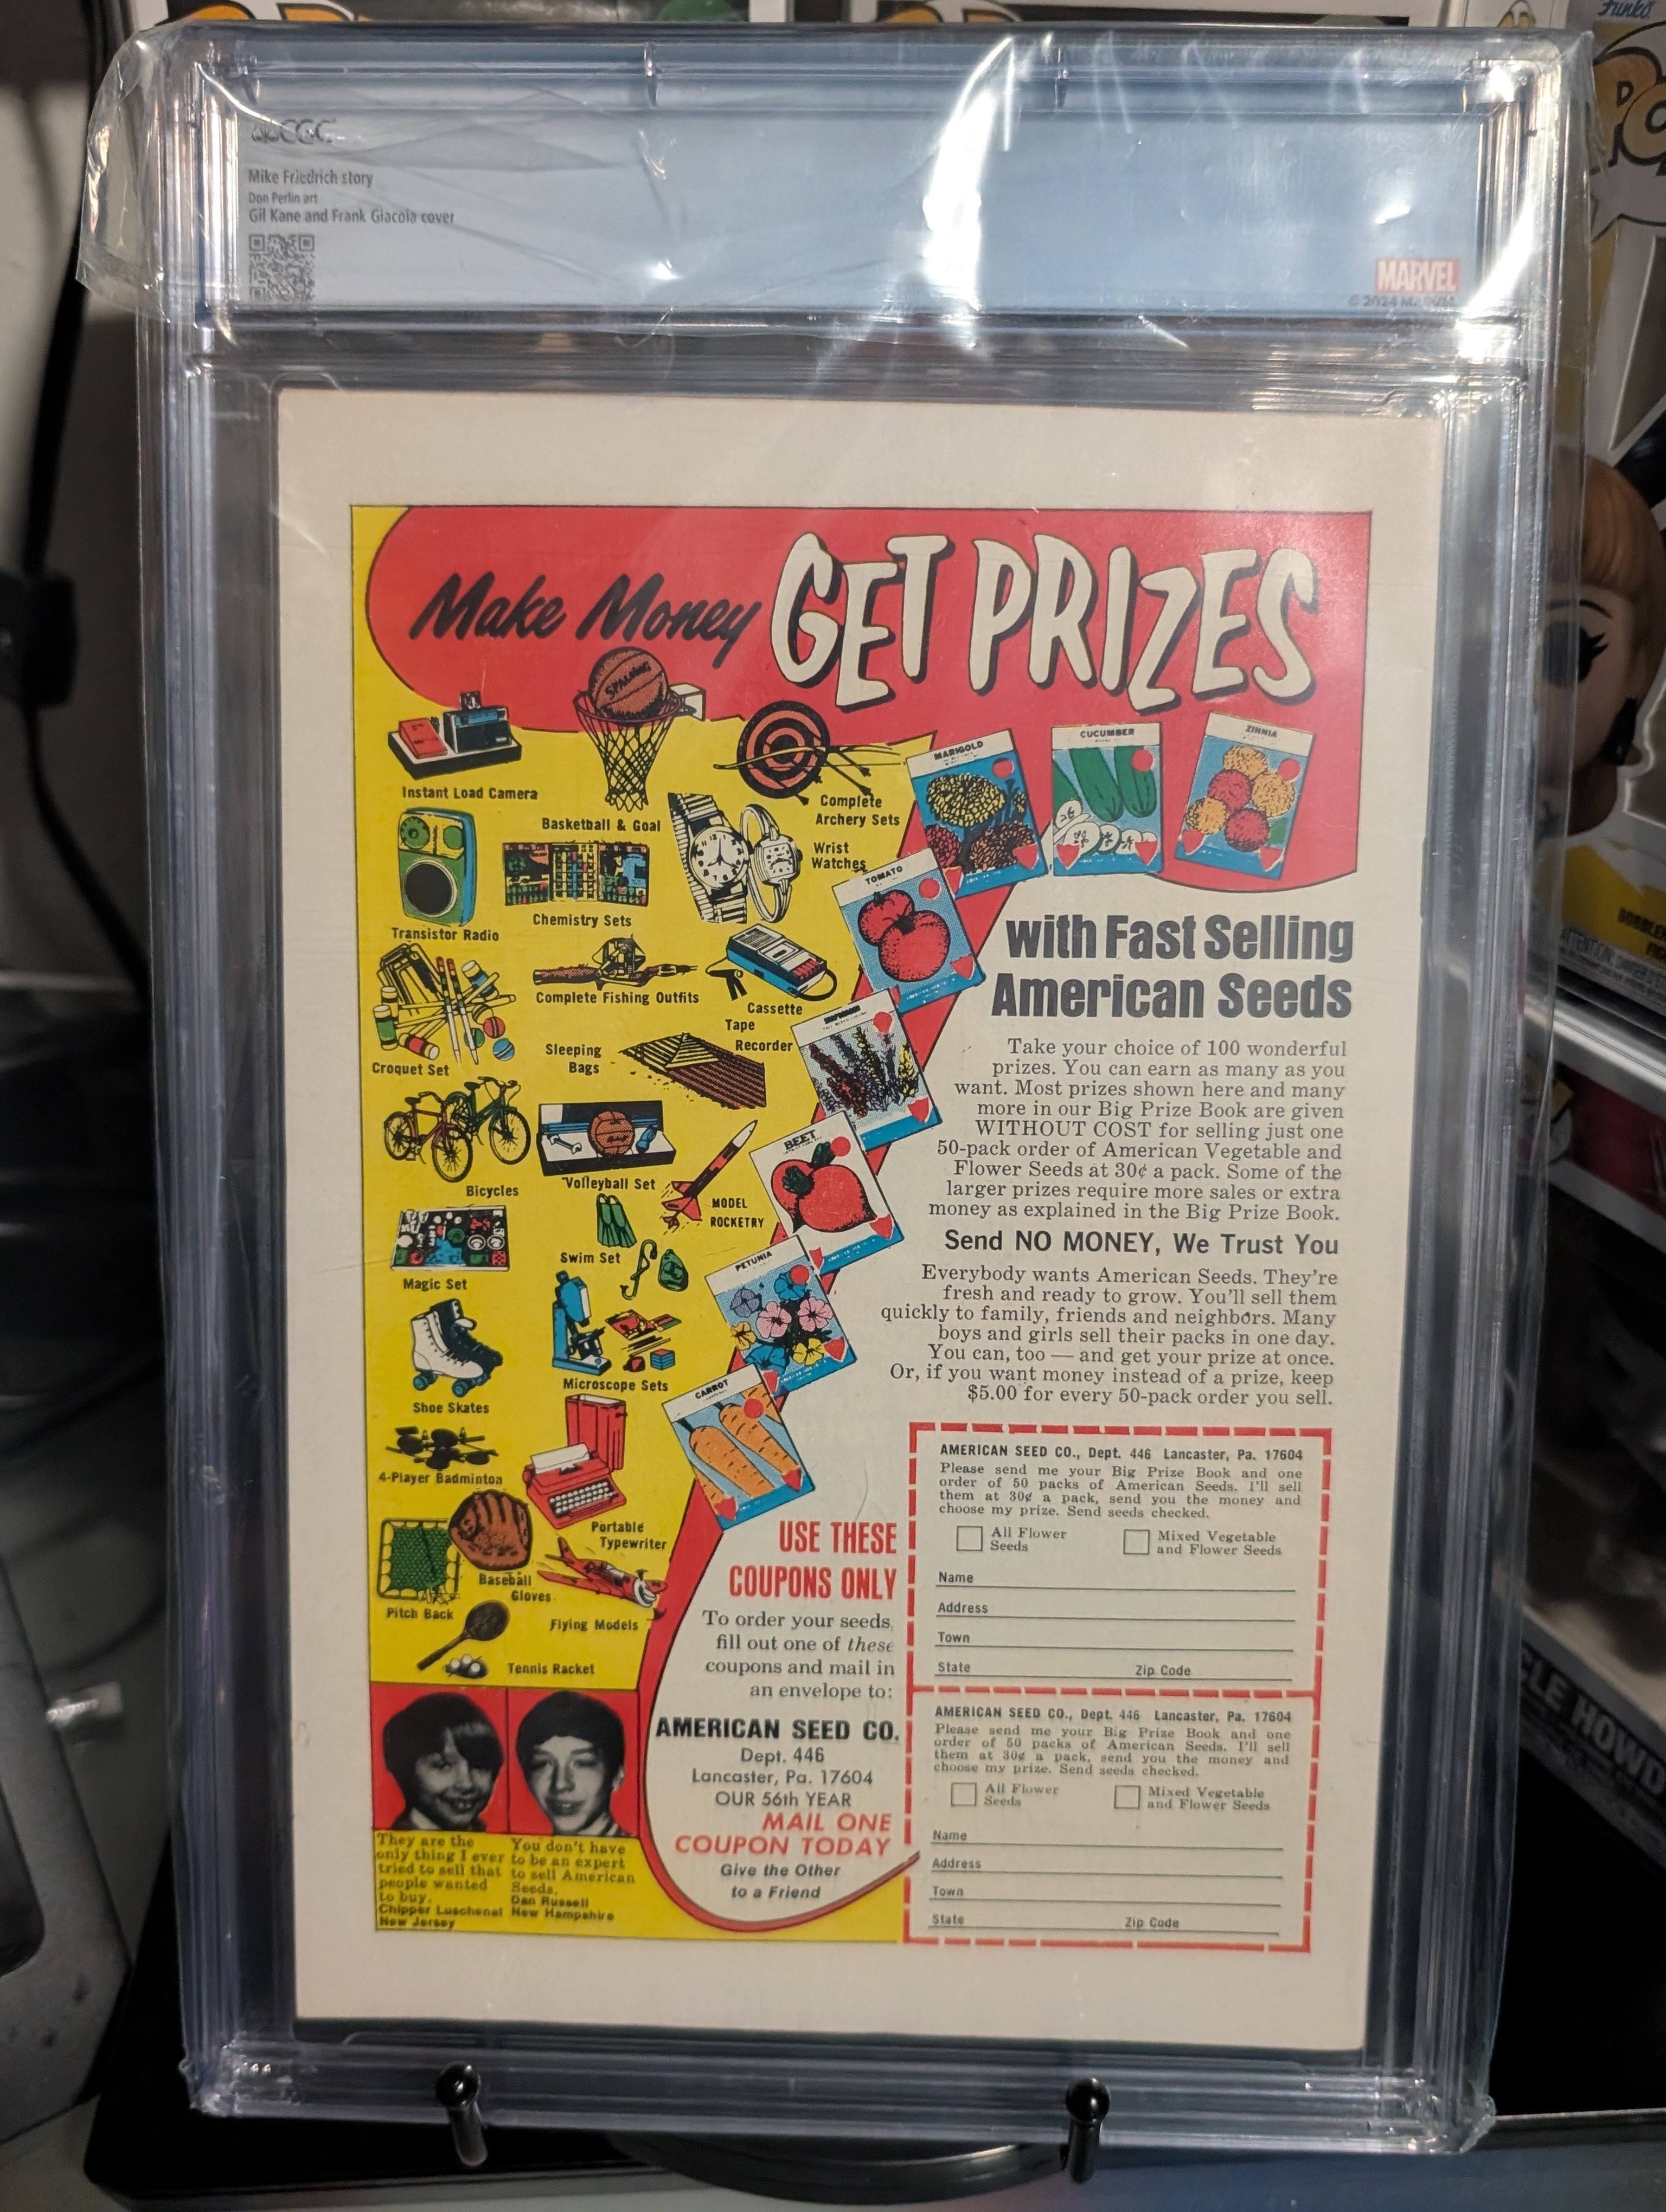 Funko
CGC
Mike Friedrich story
Don Perlin art
Gil Kane and Frank Giacoia cover
MARVEL
© 2024 MARVEL
Make Money GET PRIZES
SPALDING
Instant Load Camera
Basketball & Goal
Complete
Archery Sets
MARIGOLD
CUCUMBER
ZINNIA
Transistor Radio
Chemistry Sets
Wrist
Watches
TOMATO
Croquet Set
Complete Fishing Outfits
Cassette
Tape
Recorder
Sleeping
Bags
Bicycles
Volleyball Set
MODEL
ROCKETRY
BEET
Magic Set
Swim Set
PETUNIA
Shoe Skates
Microscope Sets
CARROT
4-Player Badminton
Portable
Typewriter
Pitch Back
Baseball
Gloves
Flying Models
Tennis Racket
with Fast Selling
American Seeds
Take your choice of 100 wonderful
prizes. You can earn as many as you
want. Most prizes shown here and many
more in our Big Prize Book are given
WITHOUT COST for selling just one
50-pack order of American Vegetable and
Flower Seeds at 30¢ a pack. Some of the
larger prizes require more sales or extra
money as explained in the Big Prize Book.
Send NO MONEY, We Trust You
Everybody wants American Seeds. They're
fresh and ready to grow. You'll sell them
quickly to family, friends and neighbors. Many
boys and girls sell their packs in one day.
You can, too — and get your prize at once.
Or, if you want money instead of a prize, keep
$5.00 for every 50-pack order you sell.
USE THESE
COUPONS ONLY
To order your seeds,
fill out one of these
coupons and mail in
an envelope to:
AMERICAN SEED CO.
Dept. 446
Lancaster, Pa. 17604
OUR 56th YEAR
MAIL ONE
COUPON TODAY
Give the Other
to a Friend
AMERICAN SEED CO., Dept. 446 Lancaster, Pa. 17604
Please send me your Big Prize Book and one
order of 50 packs of American Seeds. I'll sell
them at 30¢ a pack, send you the money and
choose my prize. Send seeds checked.
All Flower
Seeds
Mixed Vegetable
and Flower Seeds
Name
Address
Town
State Zip Code
AMERICAN SEED CO., Dept. 446 Lancaster, Pa. 17604
Please send me your Big Prize Book and one
order of 50 packs of American Seeds. I'll sell
them at 30¢ a pack, send you the money and
choose my prize. Send seeds checked.
All Flower
Seeds
Mixed Vegetable
and Flower Seeds
Name
Address
Town
State Zip Code
They are the
only thing I ever
tried to sell that
people wanted
to buy.
Chipper Luschenat
New Jersey
You don't have
to be an expert
to sell American
Seeds.
Dan Russell
New Hampshire